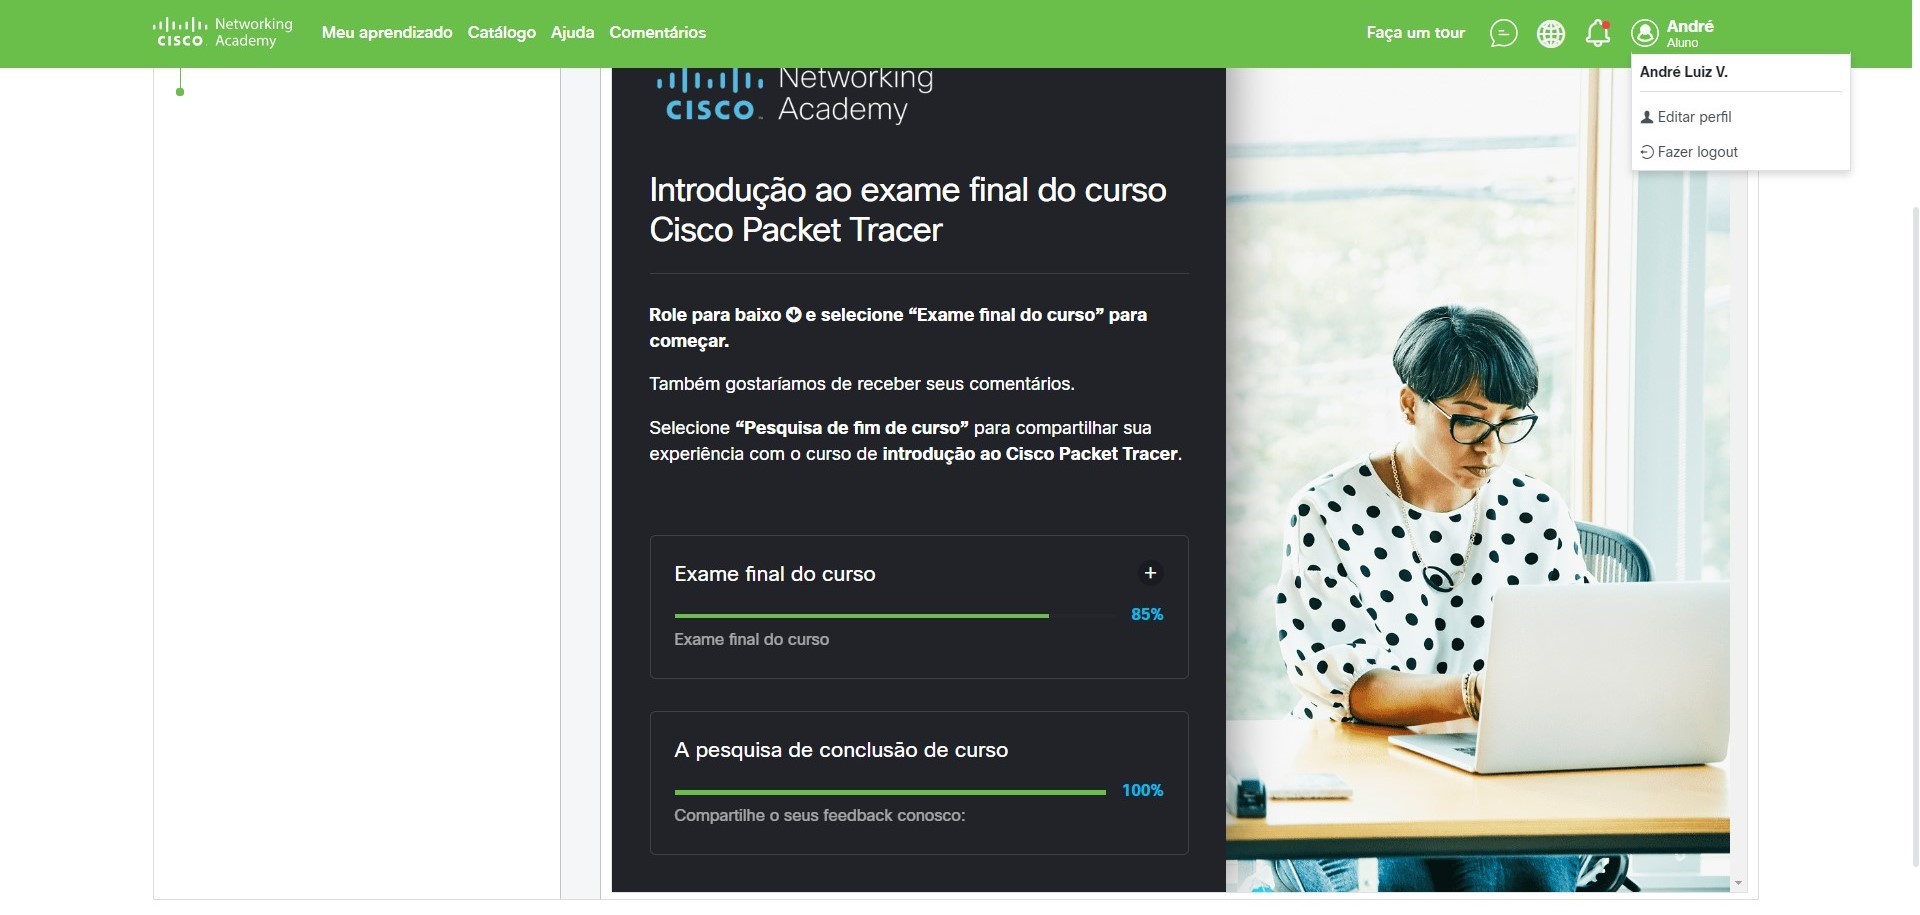 CISCO Networking Academy
Meu aprendizado Catálogo Ajuda Comentários
Faça um tour
André
Aluno
André Luiz V.
Editar perfil
Fazer logout
CISCO Networking Academy
Introdução ao exame final do curso
Cisco Packet Tracer
Role para baixo e selecione “Exame final do curso” para
começar.
Também gostaríamos de receber seus comentários.
Selecione “Pesquisa de fim de curso” para compartilhar sua
experiência com o curso de introdução ao Cisco Packet Tracer.
Exame final do curso
85%
Exame final do curso
A pesquisa de conclusão de curso
100%
Compartilhe o seus feedback conosco: